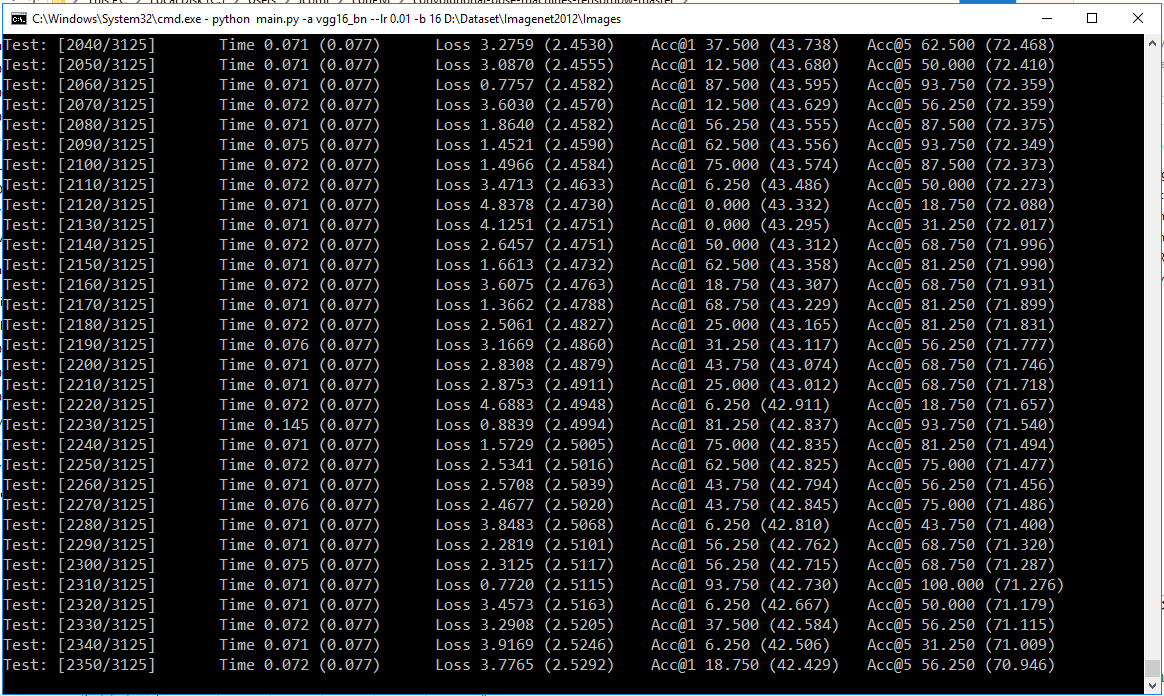 C:\Windows\System32\cmd.exe - python main.py -a vgg16_bn --lr 0.01 -b 16 D:\Dataset\Imagenet2012\Images
Test: [2040/3125] Time 0.071 (0.077) Loss 3.2759 (2.4530) Acc@1 37.500 (43.738) Acc@5 62.500 (72.468)
Test: [2050/3125] Time 0.071 (0.077) Loss 3.0870 (2.4555) Acc@1 12.500 (43.680) Acc@5 50.000 (72.410)
Test: [2060/3125] Time 0.071 (0.077) Loss 0.7757 (2.4582) Acc@1 87.500 (43.595) Acc@5 93.750 (72.359)
Test: [2070/3125] Time 0.072 (0.077) Loss 3.6030 (2.4570) Acc@1 12.500 (43.629) Acc@5 56.250 (72.359)
Test: [2080/3125] Time 0.071 (0.077) Loss 1.8640 (2.4582) Acc@1 56.250 (43.555) Acc@5 87.500 (72.375)
Test: [2090/3125] Time 0.075 (0.077) Loss 1.4521 (2.4590) Acc@1 62.500 (43.556) Acc@5 93.750 (72.349)
Test: [2100/3125] Time 0.072 (0.077) Loss 1.4966 (2.4584) Acc@1 75.000 (43.574) Acc@5 87.500 (72.373)
Test: [2110/3125] Time 0.072 (0.077) Loss 3.4713 (2.4633) Acc@1 6.250 (43.486) Acc@5 50.000 (72.273)
Test: [2120/3125] Time 0.071 (0.077) Loss 4.8378 (2.4730) Acc@1 0.000 (43.332) Acc@5 18.750 (72.080)
Test: [2130/3125] Time 0.071 (0.077) Loss 4.1251 (2.4751) Acc@1 0.000 (43.295) Acc@5 31.250 (72.017)
Test: [2140/3125] Time 0.072 (0.077) Loss 2.6457 (2.4751) Acc@1 50.000 (43.312) Acc@5 68.750 (71.996)
Test: [2150/3125] Time 0.071 (0.077) Loss 1.6613 (2.4732) Acc@1 62.500 (43.358) Acc@5 81.250 (71.990)
Test: [2160/3125] Time 0.072 (0.077) Loss 3.6075 (2.4763) Acc@1 18.750 (43.307) Acc@5 68.750 (71.931)
Test: [2170/3125] Time 0.071 (0.077) Loss 1.3662 (2.4788) Acc@1 68.750 (43.229) Acc@5 81.250 (71.899)
Test: [2180/3125] Time 0.072 (0.077) Loss 2.5061 (2.4827) Acc@1 25.000 (43.165) Acc@5 81.250 (71.831)
Test: [2190/3125] Time 0.076 (0.077) Loss 3.1669 (2.4860) Acc@1 31.250 (43.117) Acc@5 56.250 (71.777)
Test: [2200/3125] Time 0.071 (0.077) Loss 2.8308 (2.4879) Acc@1 43.750 (43.074) Acc@5 68.750 (71.746)
Test: [2210/3125] Time 0.071 (0.077) Loss 2.8753 (2.4911) Acc@1 25.000 (43.012) Acc@5 68.750 (71.718)
Test: [2220/3125] Time 0.072 (0.077) Loss 4.6883 (2.4948) Acc@1 6.250 (42.911) Acc@5 18.750 (71.657)
Test: [2230/3125] Time 0.145 (0.077) Loss 0.8839 (2.4994) Acc@1 81.250 (42.837) Acc@5 93.750 (71.540)
Test: [2240/3125] Time 0.071 (0.077) Loss 1.5729 (2.5005) Acc@1 75.000 (42.835) Acc@5 81.250 (71.494)
Test: [2250/3125] Time 0.072 (0.077) Loss 2.5341 (2.5016) Acc@1 62.500 (42.825) Acc@5 75.000 (71.477)
Test: [2260/3125] Time 0.071 (0.077) Loss 2.5708 (2.5039) Acc@1 43.750 (42.794) Acc@5 56.250 (71.456)
Test: [2270/3125] Time 0.076 (0.077) Loss 2.4677 (2.5020) Acc@1 43.750 (42.845) Acc@5 75.000 (71.486)
Test: [2280/3125] Time 0.071 (0.077) Loss 3.8483 (2.5068) Acc@1 6.250 (42.810) Acc@5 43.750 (71.400)
Test: [2290/3125] Time 0.071 (0.077) Loss 2.2819 (2.5101) Acc@1 56.250 (42.762) Acc@5 68.750 (71.320)
Test: [2300/3125] Time 0.075 (0.077) Loss 2.3125 (2.5117) Acc@1 56.250 (42.715) Acc@5 68.750 (71.287)
Test: [2310/3125] Time 0.071 (0.077) Loss 0.7720 (2.5115) Acc@1 93.750 (42.730) Acc@5 100.000 (71.276)
Test: [2320/3125] Time 0.071 (0.077) Loss 3.4573 (2.5163) Acc@1 6.250 (42.667) Acc@5 50.000 (71.179)
Test: [2330/3125] Time 0.072 (0.077) Loss 3.2908 (2.5205) Acc@1 37.500 (42.584) Acc@5 56.250 (71.115)
Test: [2340/3125] Time 0.071 (0.077) Loss 3.9169 (2.5246) Acc@1 6.250 (42.506) Acc@5 31.250 (71.009)
Test: [2350/3125] Time 0.072 (0.077) Loss 3.7765 (2.5292) Acc@1 18.750 (42.429) Acc@5 56.250 (70.946)